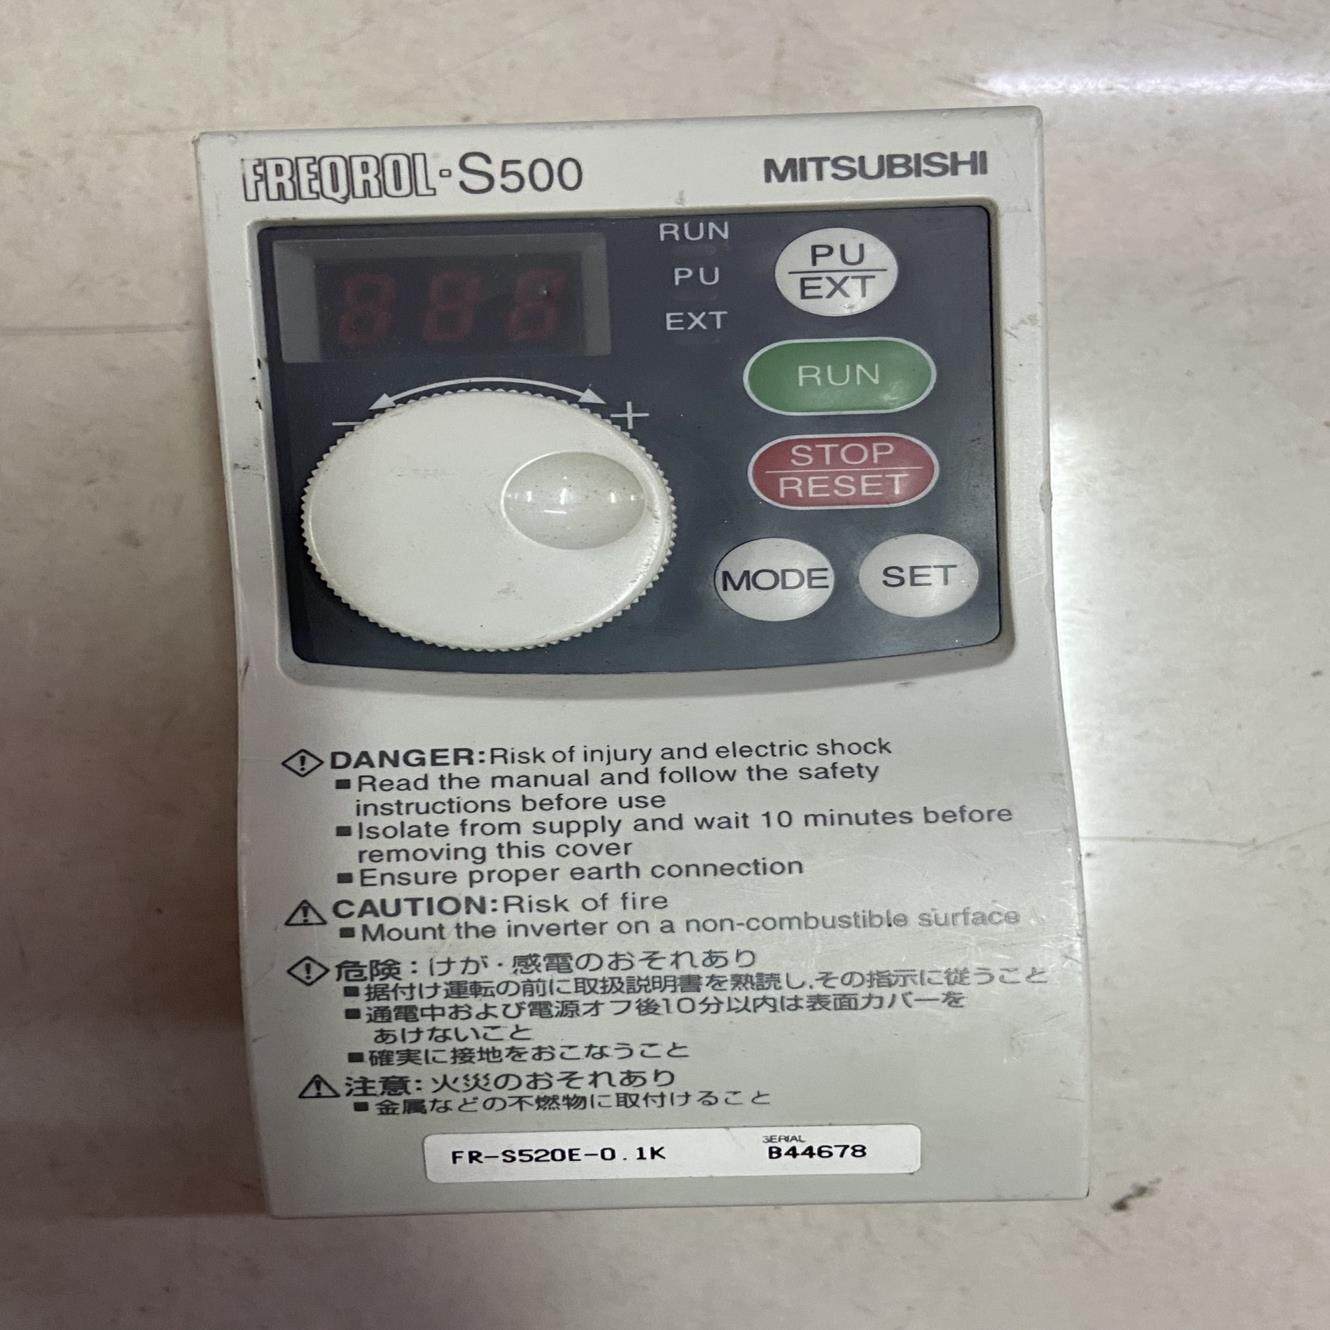 FREQROL-S500
MITSUBISHI
RUN
PU
EXT
PU
EXT
RUN
STOP
RESET
− +
MODE
SET
DANGER:Risk of injury and electric shock
■Read the manual and follow the safety
instructions before use
■Isolate from supply and wait 10 minutes before
removing this cover
■Ensure proper earth connection
CAUTION:Risk of fire
■Mount the inverter on a non-combustible surface
危険：けが・感電のおそれあり
■据付け運転の前に取扱説明書を熟読し,その指示に従うこと
■通電中および電源オフ後10分以内は表面カバーを
あけないこと
■確実に接地をおこなうこと
注意：火災のおそれあり
■金属などの不燃物に取付けること
FR-S520E-0.1K
SERIAL
B44678